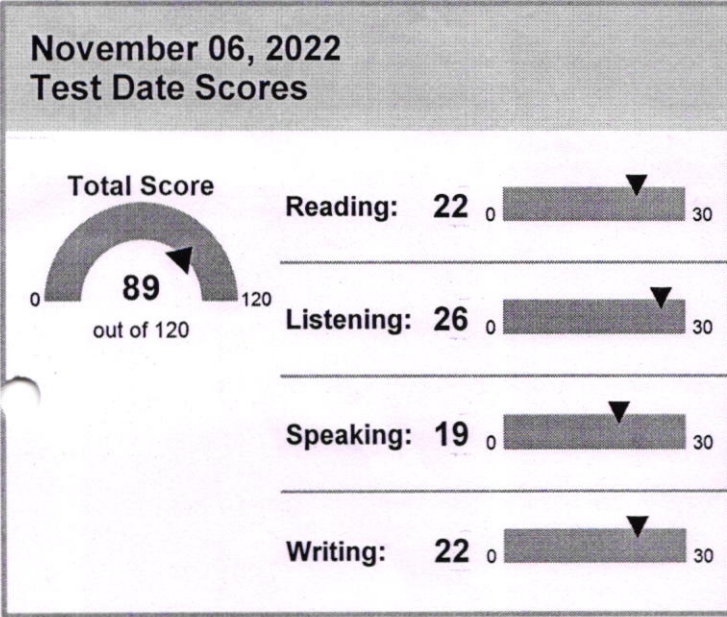 November 06, 2022
Test Date Scores
Total Score
0
89
120
out of 120
Reading: 22 0 30
Listening: 26 0 30
Speaking: 19 0 30
Writing: 22 0 30